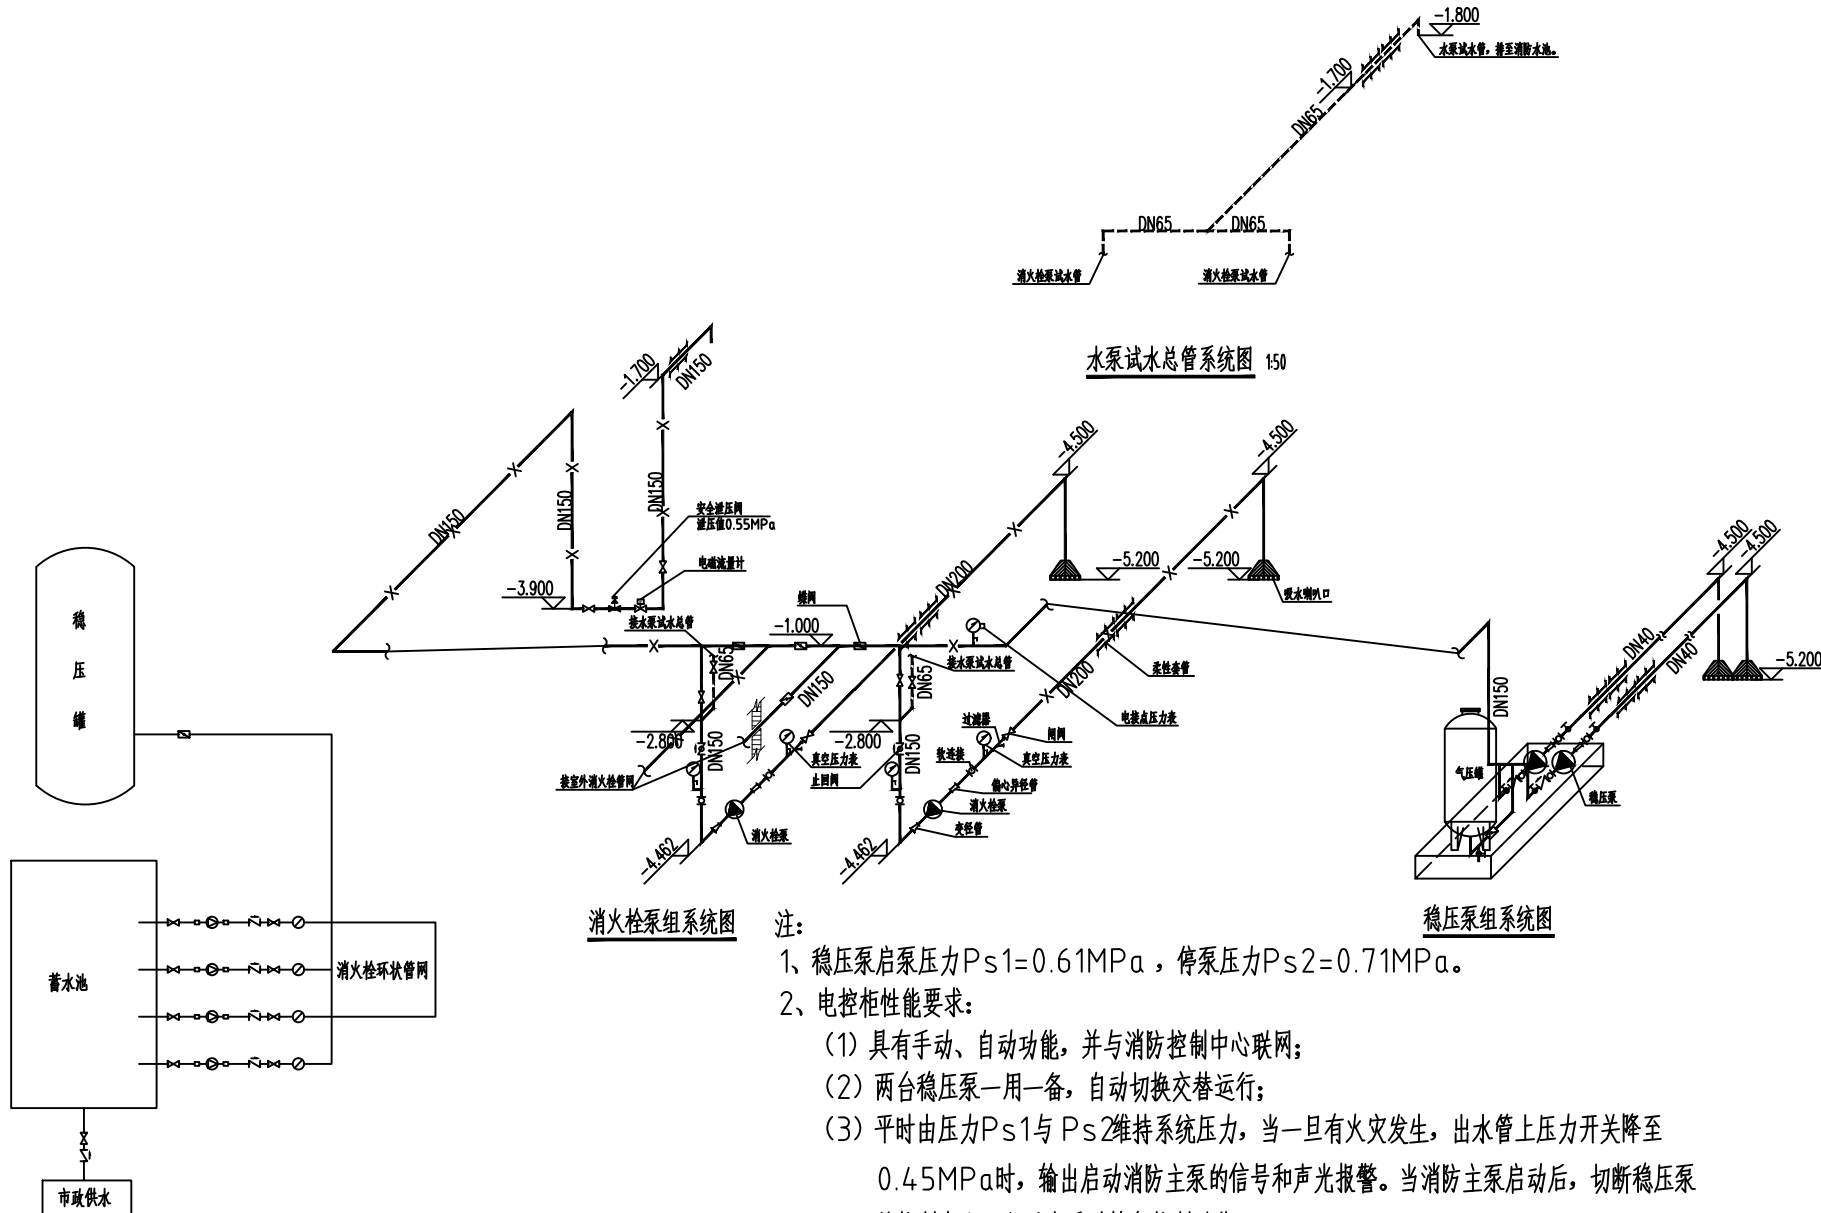 -1.800
水泵试水管，排至消防水池。
-1.700
DN65
DN65
DN65
消火栓泵试水管
消火栓泵试水管
水泵试水总管系统图 1:50
-1.700
DN150
DN150
DN150
DN150
安全泄压阀
泄压值0.55MPa
电磁流量计
-3.900
接水泵试水总管
蝶阀
-1.000
DN65
DN150
-4.500
DN200
-5.200
-4.500
-5.200
吸水喇叭口
接水泵试水总管
DN65
DN200
柔性套管
电接点压力表
过滤器
闸阀
软连接
真空压力表
真空压力表
止回阀
-2.800
DN150
-2.800
DN150
接室外消火栓管网
偏心异径管
消火栓泵
变径管
消火栓泵
-4.462
-4.462
-4.500
-4.500
DN40
DN40
-5.200
DN150
气压罐
稳压泵
稳
压
罐
蓄水池
消火栓环状管网
市政供水
消火栓泵组系统图
稳压泵组系统图
注：
1、稳压泵启泵压力Ps1=0.61MPa，停泵压力Ps2=0.71MPa。
2、电控柜性能要求：
（1）具有手动、自动功能，并与消防控制中心联网；
（2）两台稳压泵一用一备，自动切换交替运行；
（3）平时由压力Ps1与 Ps2维持系统压力，当一旦有火灾发生，出水管上压力开关降至
0.45MPa时，输出启动消防主泵的信号和声光报警。当消防主泵启动后，切断稳压泵